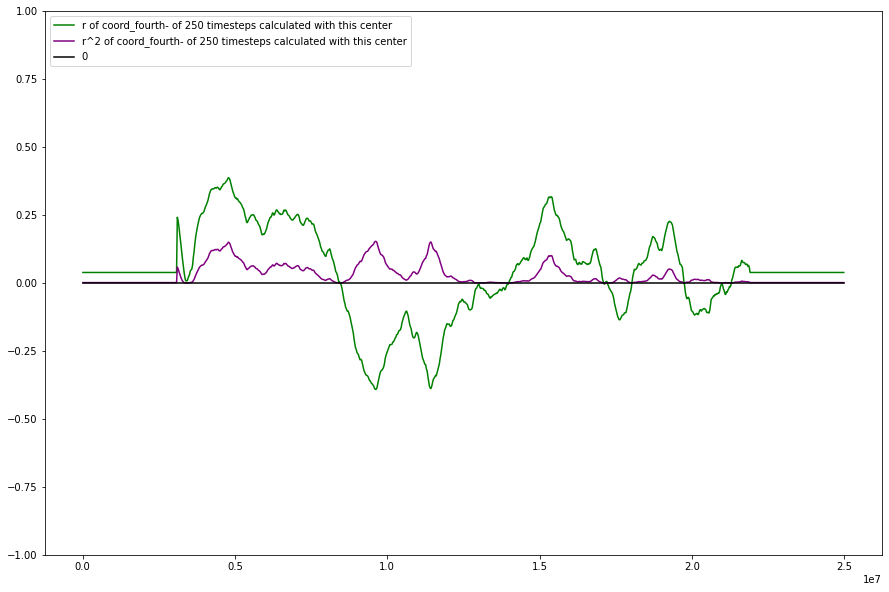 1.00
r of coord_fourth- of 250 timesteps calculated with this center
r^2 of coord_fourth- of 250 timesteps calculated with this center
0
0.75
0.50
0.25
0.00
−0.25
−0.50
−0.75
−1.00
0.0 0.5 1.0 1.5 2.0 2.5
1e7